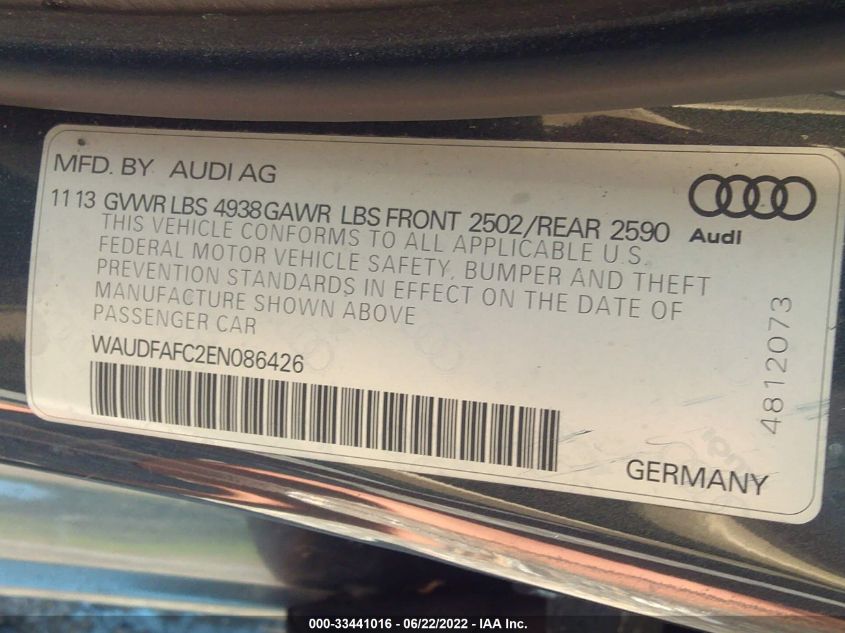 MFD. BY AUDI AG
11 13 GVWR LBS 4938 GAWR LBS FRONT 2502/REAR 2590
Audi
THIS VEHICLE CONFORMS TO ALL APPLICABLE U.S.
FEDERAL MOTOR VEHICLE SAFETY, BUMPER AND THEFT
PREVENTION STANDARDS IN EFFECT ON THE DATE OF
MANUFACTURE SHOWN ABOVE
PASSENGER CAR
WAUDFAFC2EN086426
4812073
GERMANY
000-33441016 - 06/22/2022 - IAA Inc.